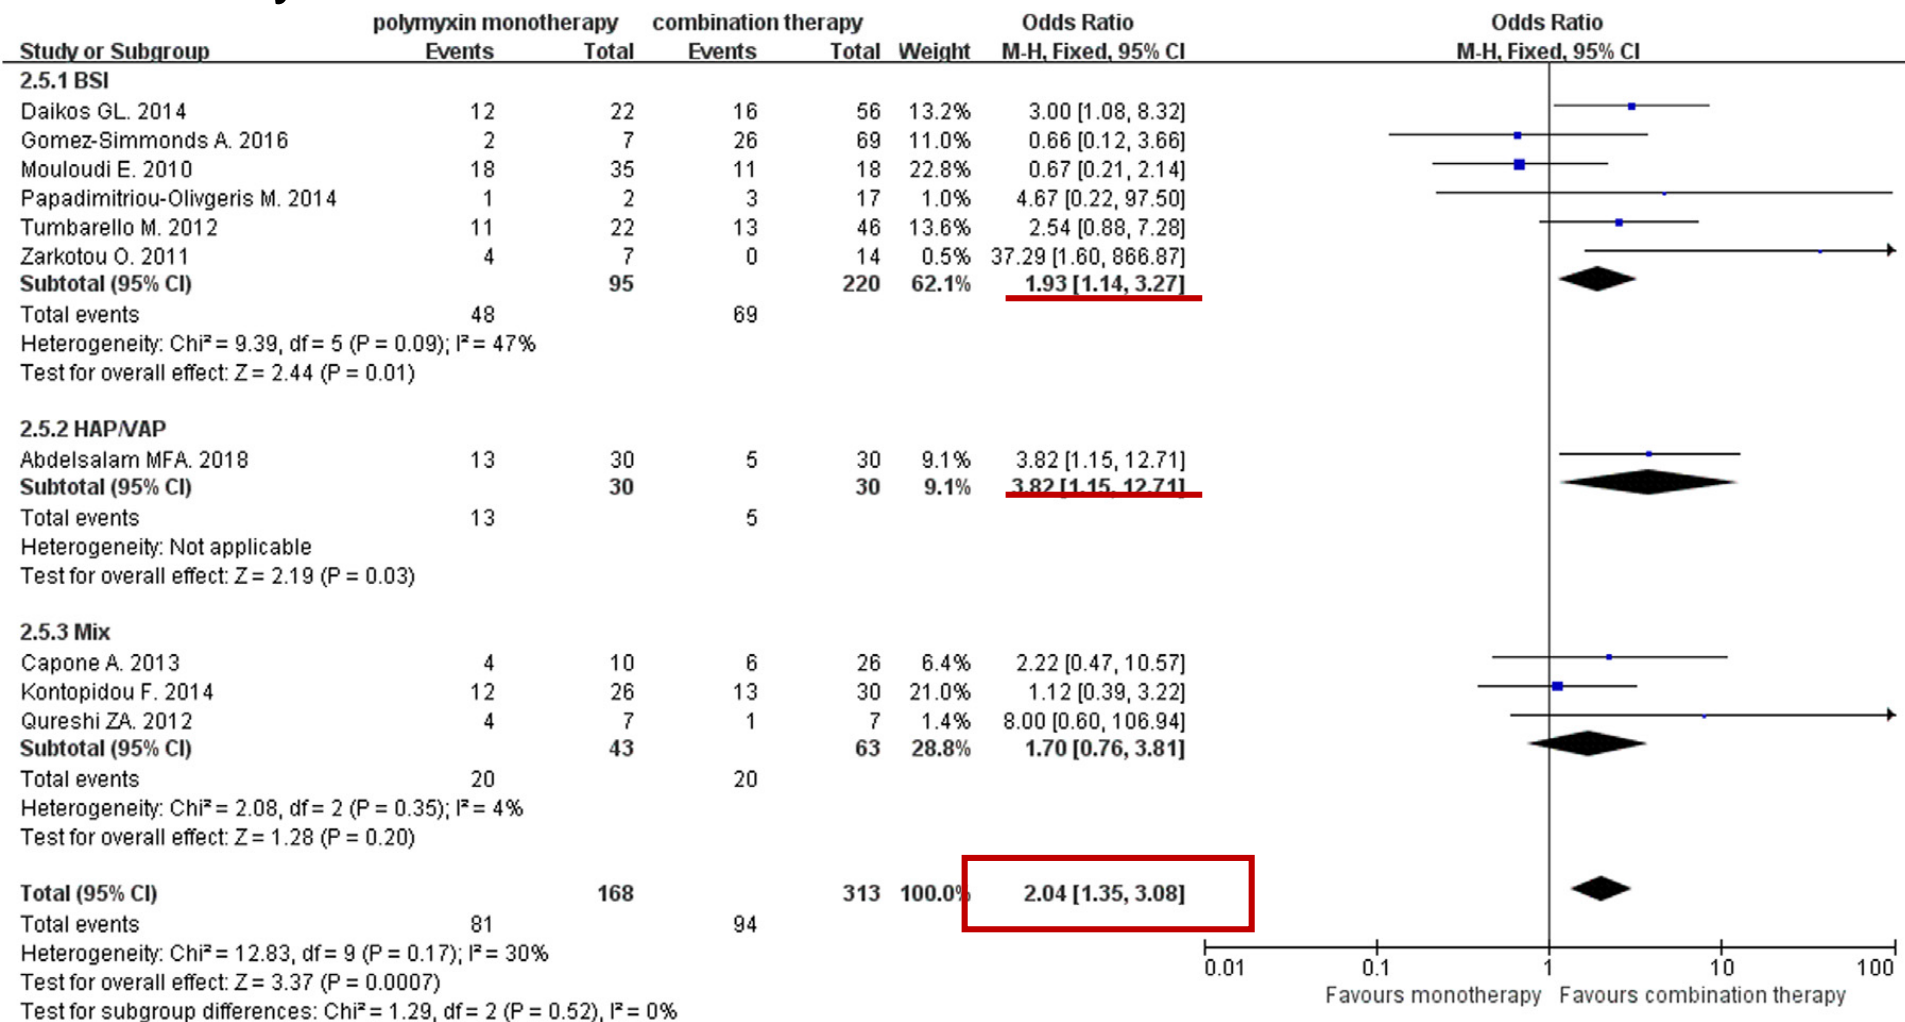 polymyxin monotherapy combination therapy Odds Ratio Odds Ratio
Study or Subgroup Events Total Events Total Weight M-H, Fixed, 95% CI M-H, Fixed, 95% CI
2.5.1 BSI
Daikos GL. 2014 12 22 16 56 13.2% 3.00 [1.08, 8.32]
Gomez-Simmonds A. 2016 2 7 26 69 11.0% 0.66 [0.12, 3.66]
Mouloudi E. 2010 18 35 11 18 22.8% 0.67 [0.21, 2.14]
Papadimitriou-Olivgeris M. 2014 1 2 3 17 1.0% 4.67 [0.22, 97.50]
Tumbarello M. 2012 11 22 13 46 13.6% 2.54 [0.88, 7.28]
Zarkotou O. 2011 4 7 0 14 0.5% 37.29 [1.60, 866.87]
Subtotal (95% CI) 95 220 62.1% 1.93 [1.14, 3.27]
Total events 48 69
Heterogeneity: Chi² = 9.39, df = 5 (P = 0.09); I² = 47%
Test for overall effect: Z = 2.44 (P = 0.01)
2.5.2 HAP/VAP
Abdelsalam MFA. 2018 13 30 5 30 9.1% 3.82 [1.15, 12.71]
Subtotal (95% CI) 30 30 9.1% 3.82 [1.15, 12.71]
Total events 13 5
Heterogeneity: Not applicable
Test for overall effect: Z = 2.19 (P = 0.03)
2.5.3 Mix
Capone A. 2013 4 10 6 26 6.4% 2.22 [0.47, 10.57]
Kontopidou F. 2014 12 26 13 30 21.0% 1.12 [0.39, 3.22]
Qureshi ZA. 2012 4 7 1 7 1.4% 8.00 [0.60, 106.94]
Subtotal (95% CI) 43 63 28.8% 1.70 [0.76, 3.81]
Total events 20 20
Heterogeneity: Chi² = 2.08, df = 2 (P = 0.35); I² = 4%
Test for overall effect: Z = 1.28 (P = 0.20)
Total (95% CI) 168 313 100.0% 2.04 [1.35, 3.08]
Total events 81 94
Heterogeneity: Chi² = 12.83, df = 9 (P = 0.17); I² = 30%
Test for overall effect: Z = 3.37 (P = 0.0007)
Test for subgroup differences: Chi² = 1.29, df = 2 (P = 0.52), I² = 0%
0.01 0.1 1 10 100
Favours monotherapy Favours combination therapy